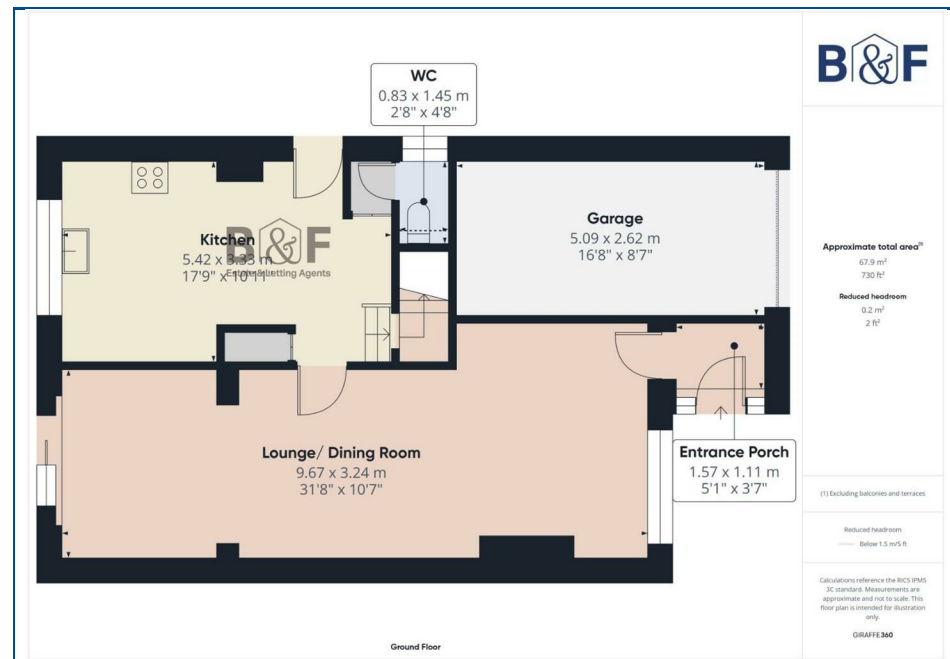 WC
0.83 x 1.45 m
2'8" x 4'8"
Kitchen
5.42 x 3.33 m
17'9" x 10'11"
B&F
Estate & Letting Agents
Garage
5.09 x 2.62 m
16'8" x 8'7"
Lounge/ Dining Room
9.67 x 3.24 m
31'8" x 10'7"
Entrance Porch
1.57 x 1.11 m
5'1" x 3'7"
Ground Floor
B&F
Approximate total area(1)
67.9 m²
730 ft²
Reduced headroom
0.2 m²
2 ft²
(1) Excluding balconies and terraces
Reduced headroom
Below 1.5 m/5 ft
Calculations reference the RICS IPMS
3C standard. Measurements are
approximate and not to scale. This
floor plan is intended for illustration
only.
GIRAFFE360